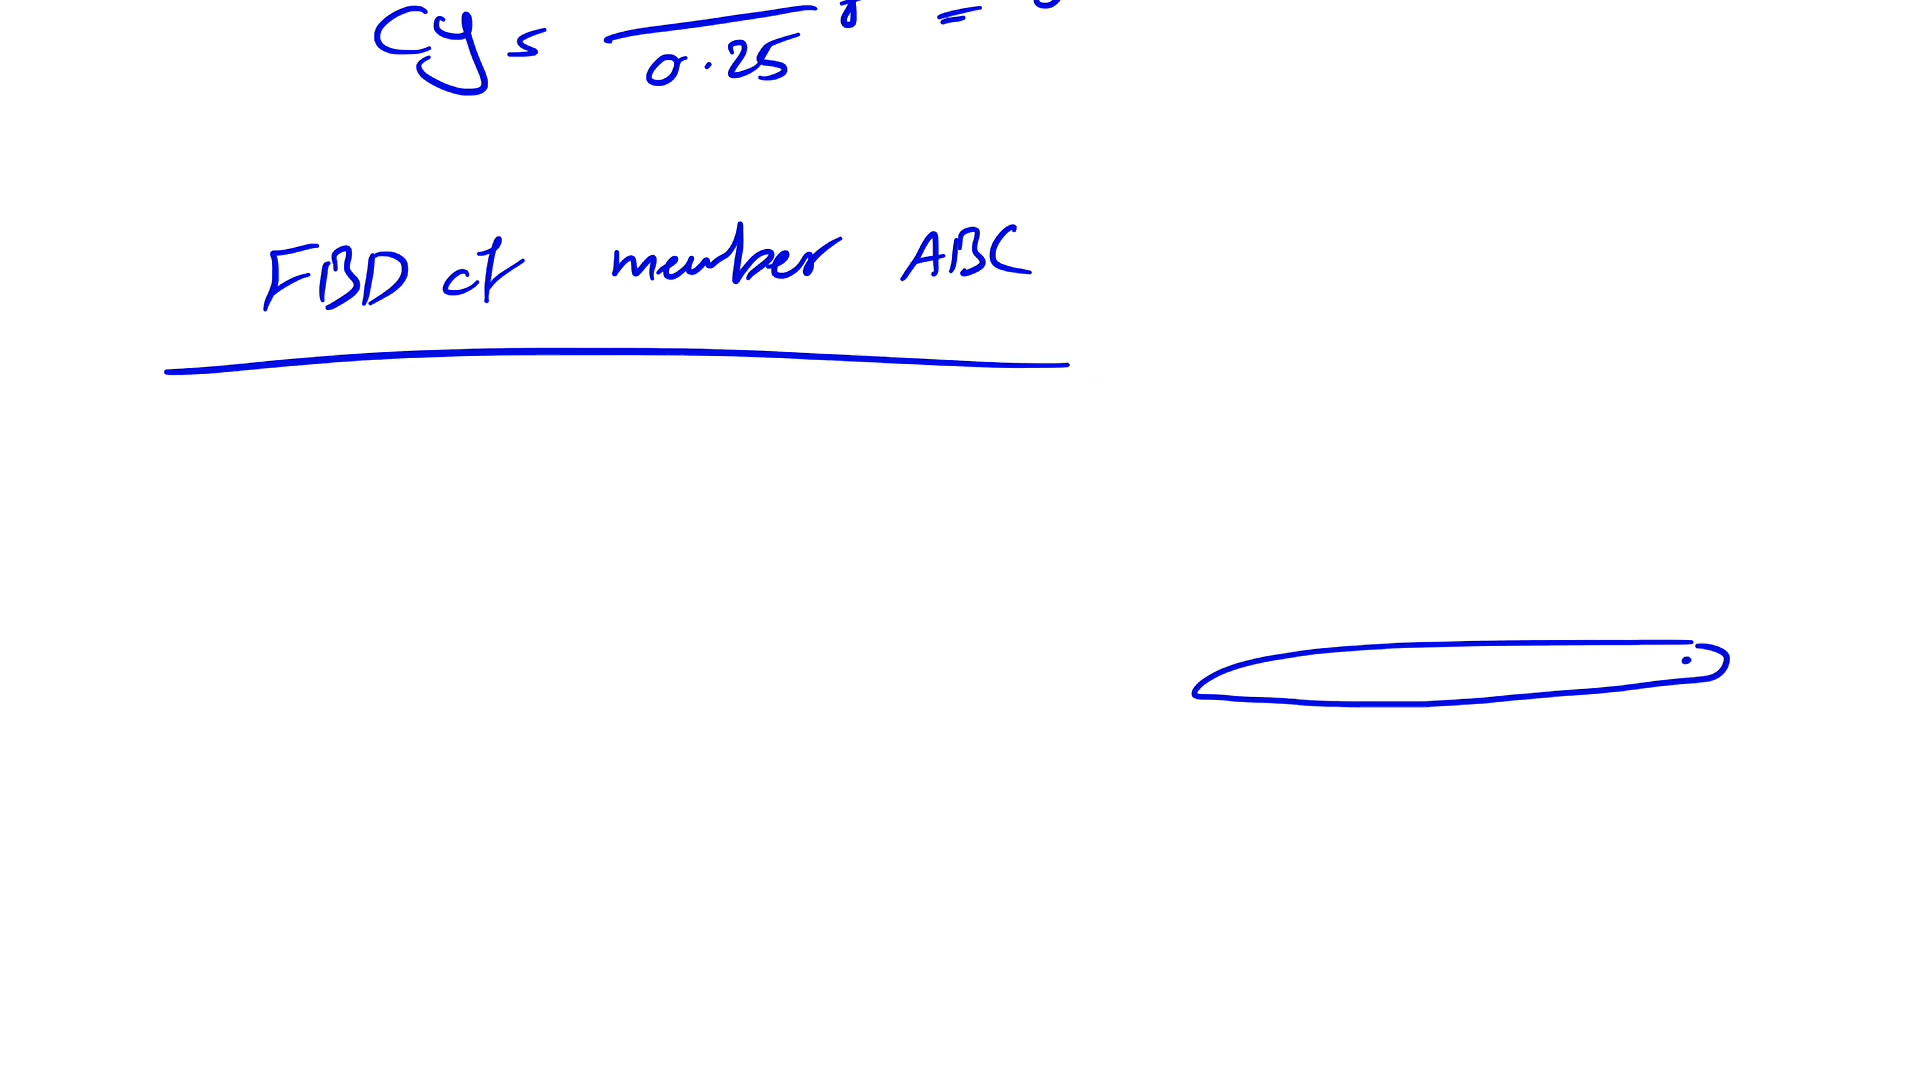 Cy =
0.25
=
FBD of member ABC